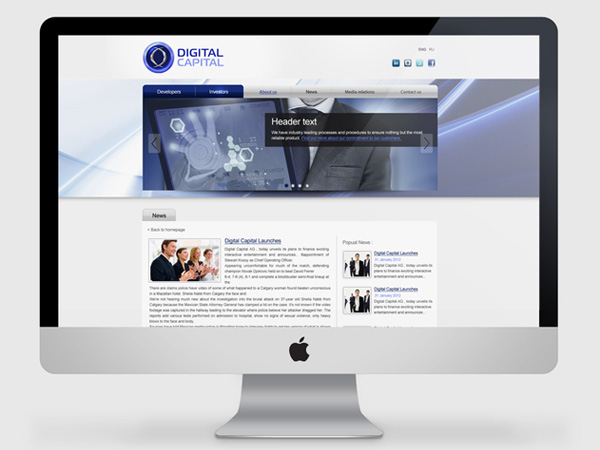 DIGITAL
CAPITAL
ENG RU
Developers Investors About us News Media relations Contact us
Header text
We have industry leading processes and procedures to ensure nothing but the most
reliable product. Find out more about our commitment to our customers.
News
< Back to homepage
Digital Capital Launches
Digital Capital AG , today unveils its plans to finance exciting
interactive entertainment and announces... Appointment of
Stewart Kosoy as Chief Operating Officer.
Appearing uncomfortable for much of the match, defending
champion Novak Djokovic held on to beat David Ferrer
6-4 7-6 (4), 6-1 and complete a blockbuster semi-final lineup at
the
There are claims police have video of some of what happened to a Calgary woman found beaten unconscious
in a Mazatlan hotel. Sheila Nabb from Calgary and the
We're not hearing much new about the investigation into the brutal attack on 37-year old Sheila Nabb from
Calgary because the Mexican State Attorney General has clamped a lid on the case. It's not known if the video
footage was captured in the hallway leading to the elevator where police believe her attacker dragged her. The
reports add various tests performed on admission to hospital, show no signs of sexual violence, only heavy
blows to the face and body.
Popual News :
Digital Capital Launches
31 January 2012
Digital Capital AG , today unveils its
plans to finance exciting interactive
entertainment and announces...
Digital Capital Launches
31 January 2012
Digital Capital AG , today unveils its
plans to finance exciting interactive
entertainment and announces...